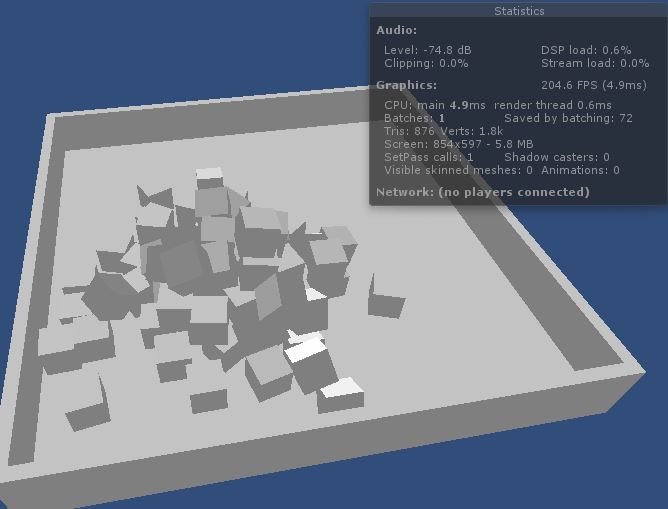 Statistics
Audio:
Level: -74.8 dB DSP load: 0.6%
Clipping: 0.0% Stream load: 0.0%
Graphics: 204.6 FPS (4.9ms)
CPU: main 4.9ms render thread 0.6ms
Batches: 1 Saved by batching: 72
Tris: 876 Verts: 1.8k
Screen: 854x597 - 5.8 MB
SetPass calls: 1 Shadow casters: 0
Visible skinned meshes: 0 Animations: 0
Network: (no players connected)